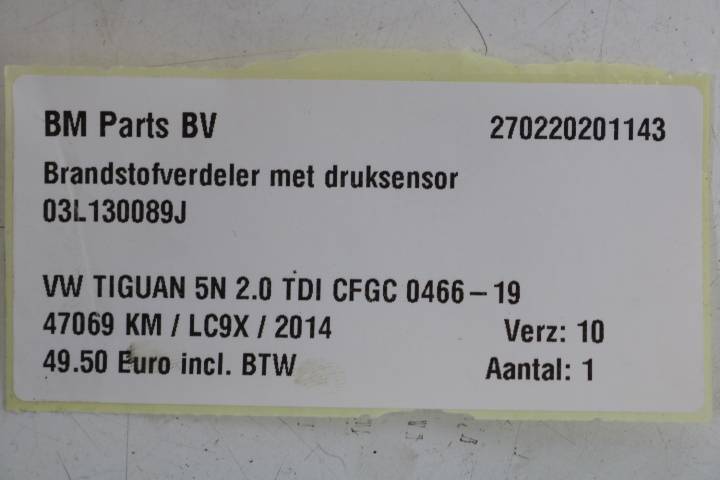 BM Parts BV 270220201143
Brandstofverdeler met druksensor
03L130089J
VW TIGUAN 5N 2.0 TDI CFGC 0466-19
47069 KM / LC9X / 2014 Verz: 10
49.50 Euro incl. BTW Aantal: 1